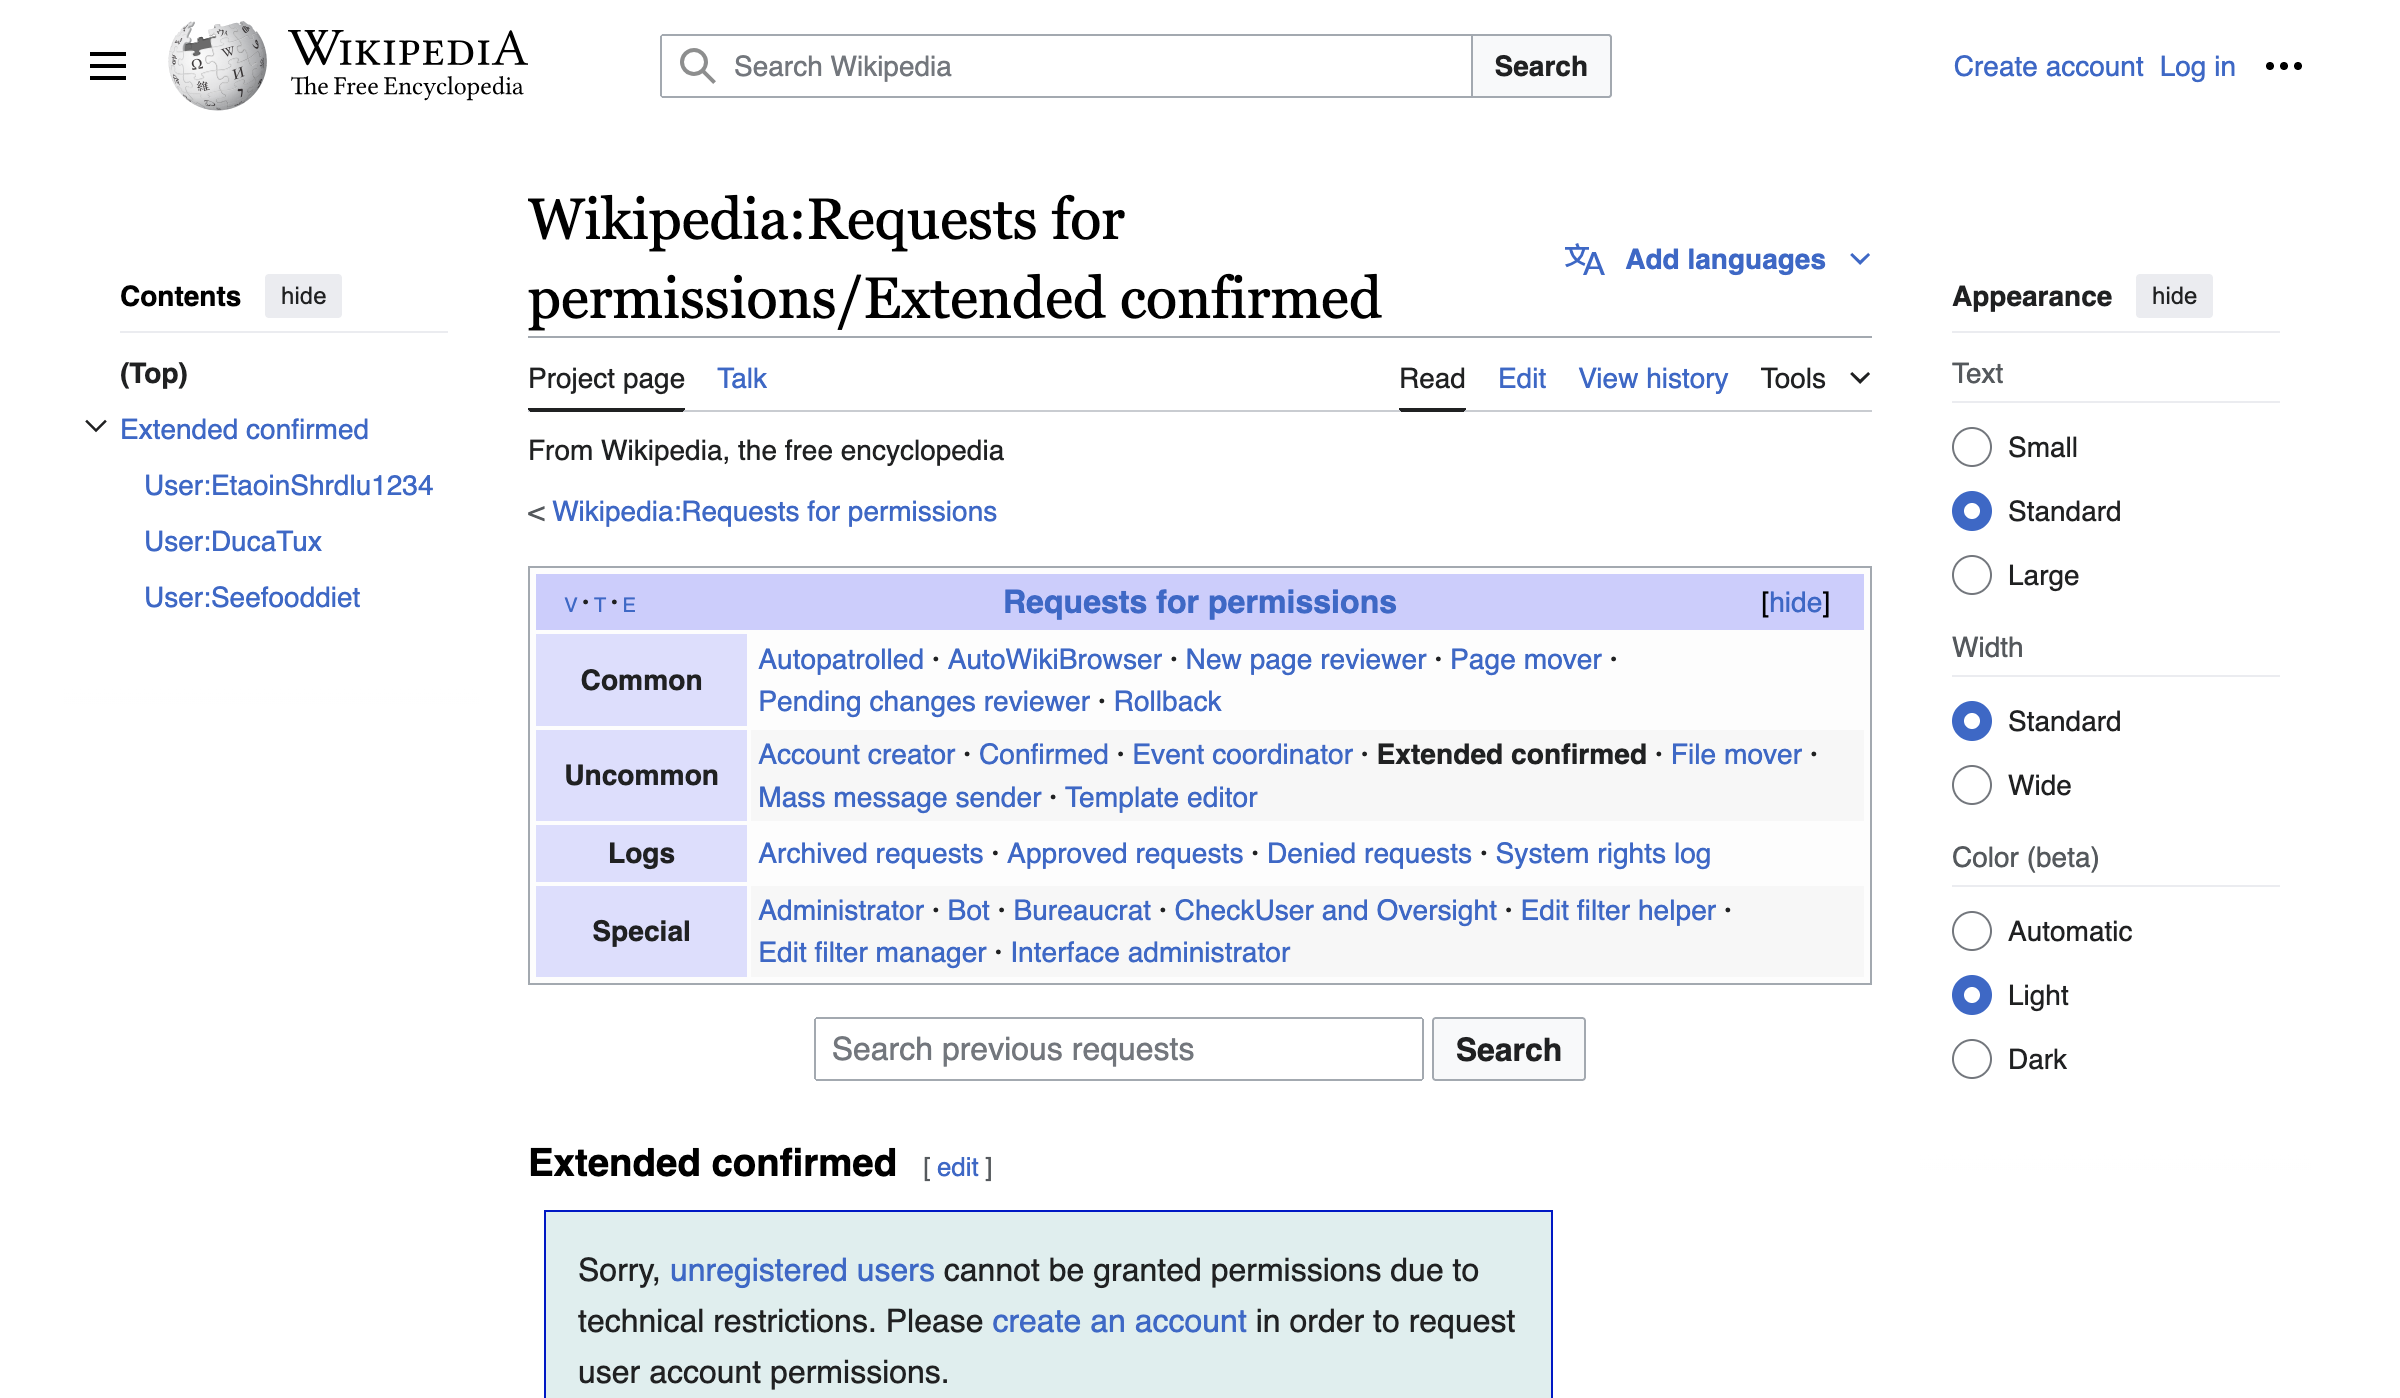 WIKIPEDIA
The Free Encyclopedia
Search Wikipedia
Search
Create account Log in
Contents hide
(Top)
Extended confirmed
User:EtaoinShrdlu1234
User:DucaTux
User:Seefooddiet
Wikipedia:Requests for
permissions/Extended confirmed
文A Add languages
Project page Talk Read Edit View history Tools
From Wikipedia, the free encyclopedia
< Wikipedia:Requests for permissions
V · T · E Requests for permissions [hide]
Common
Autopatrolled · AutoWikiBrowser · New page reviewer · Page mover ·
Pending changes reviewer · Rollback
Uncommon
Account creator · Confirmed · Event coordinator · Extended confirmed · File mover ·
Mass message sender · Template editor
Logs
Archived requests · Approved requests · Denied requests · System rights log
Special
Administrator · Bot · Bureaucrat · CheckUser and Oversight · Edit filter helper ·
Edit filter manager · Interface administrator
Search previous requests Search
Extended confirmed [ edit ]
Sorry, unregistered users cannot be granted permissions due to
technical restrictions. Please create an account in order to request
user account permissions.
Appearance hide
Text
Small
Standard
Large
Width
Standard
Wide
Color (beta)
Automatic
Light
Dark